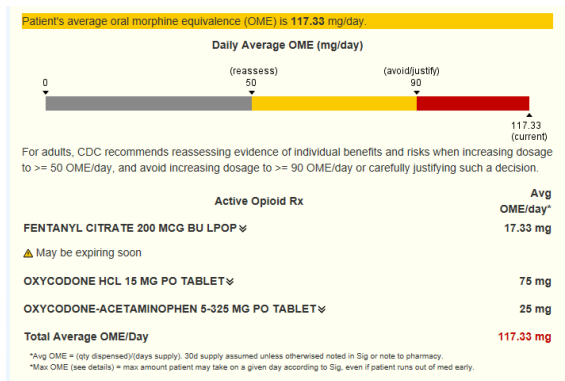 Patient's average oral morphine equivalence (OME) is 117.33 mg/day.
Daily Average OME (mg/day)
(reassess) (avoid/justify)
0 50 90
117.33
(current)
For adults, CDC recommends reassessing evidence of individual benefits and risks when increasing dosage
to >= 50 OME/day, and avoid increasing dosage to >= 90 OME/day or carefully justifying such a decision.
Active Opioid Rx Avg
OME/day*
FENTANYL CITRATE 200 MCG BU LPOP 17.33 mg
May be expiring soon
OXYCODONE HCL 15 MG PO TABLET 75 mg
OXYCODONE-ACETAMINOPHEN 5-325 MG PO TABLET 25 mg
Total Average OME/Day 117.33 mg
*Avg OME = (qty dispensed)/(days supply). 30d supply assumed unless otherwised noted in Sig or note to pharmacy.
*Max OME (see details) = max amount patient may take on a given day according to Sig, even if patient runs out of med early.